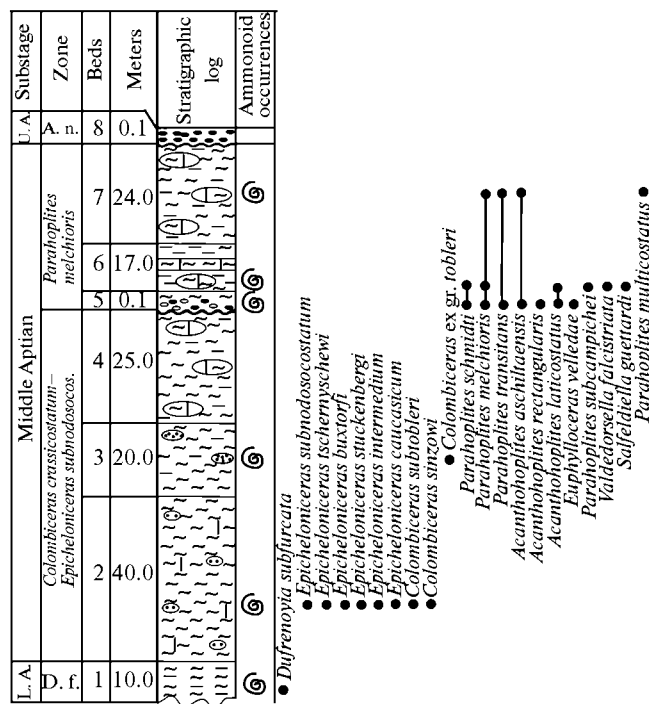 Substage
Zone
Beds
Meters
Stratigraphic
log
Ammonoid
occurrences
U. A.
A. n.
8
0.1
Middle Aptian
Parahoplites
melchioris
7
24.0
6
17.0
5
0.1
Colombiceras crassicostatum–
Epicheloniceras subnodosocos.
4
25.0
3
20.0
2
40.0
L. A.
D. f.
1
10.0
Dufrenoyia subfurcata
Epicheloniceras subnodosocostatum
Epicheloniceras tschernyschewi
Epicheloniceras buxtorfi
Epicheloniceras stuckenbergi
Epicheloniceras intermedium
Epicheloniceras caucasicum
Colombiceras subtobleri
Colombiceras sinzowi
Colombiceras ex gr. tobleri
Parahoplites schmidti
Parahoplites melchioris
Parahoplites transitans
Acanthohoplites aschiltaensis
Acanthohoplites rectangularis
Acanthohoplites laticostatus
Euphylloceras velledae
Parahoplites subcampichei
Valdedorsella falcistriata
Salfeldiella guettardi
Parahoplites multicostatus